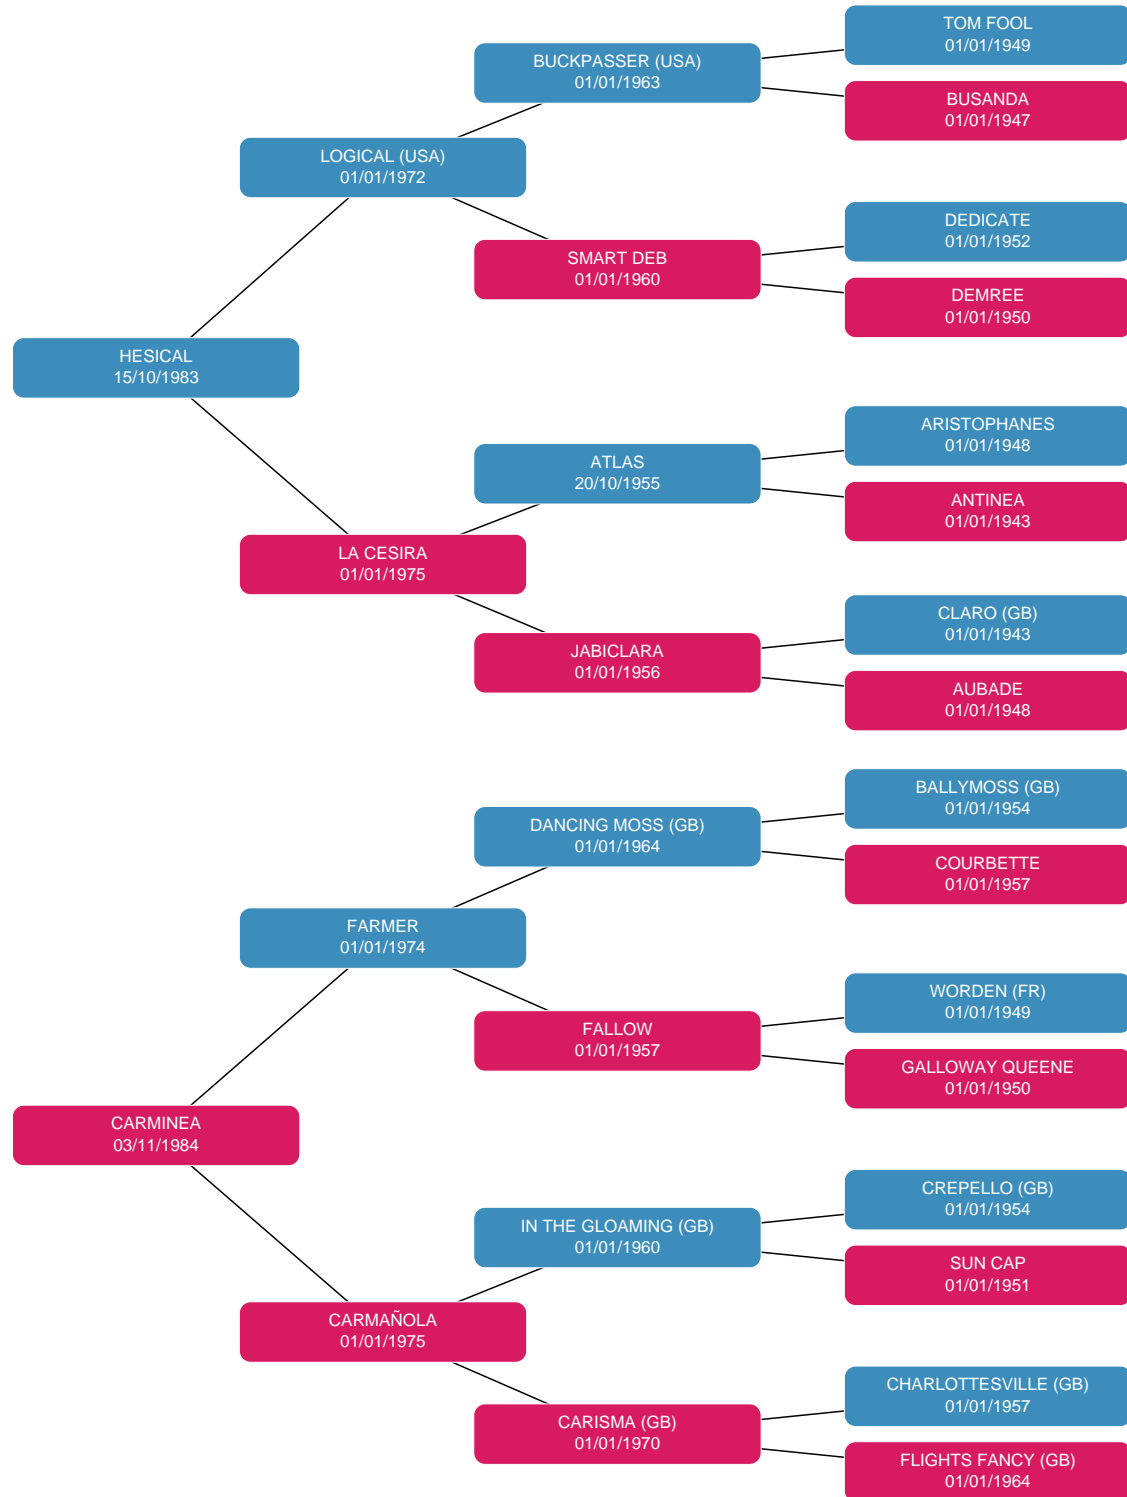 TOM FOOL
01/01/1949
BUCKPASSER (USA)
01/01/1963
BUSANDA
01/01/1947
LOGICAL (USA)
01/01/1972
DEDICATE
01/01/1952
SMART DEB
01/01/1960
DEMREE
01/01/1950
HESICAL
15/10/1983
ARISTOPHANES
01/01/1948
ATLAS
20/10/1955
ANTINEA
01/01/1943
LA CESIRA
01/01/1975
CLARO (GB)
01/01/1943
JABICLARA
01/01/1956
AUBADE
01/01/1948
BALLYMOSS (GB)
01/01/1954
DANCING MOSS (GB)
01/01/1964
COURBETTE
01/01/1957
FARMER
01/01/1974
WORDEN (FR)
01/01/1949
FALLOW
01/01/1957
GALLOWAY QUEENE
01/01/1950
CARMINEA
03/11/1984
CREPELLO (GB)
01/01/1954
IN THE GLOAMING (GB)
01/01/1960
SUN CAP
01/01/1951
CARMAÑOLA
01/01/1975
CHARLOTTESVILLE (GB)
01/01/1957
CARISMA (GB)
01/01/1970
FLIGHTS FANCY (GB)
01/01/1964